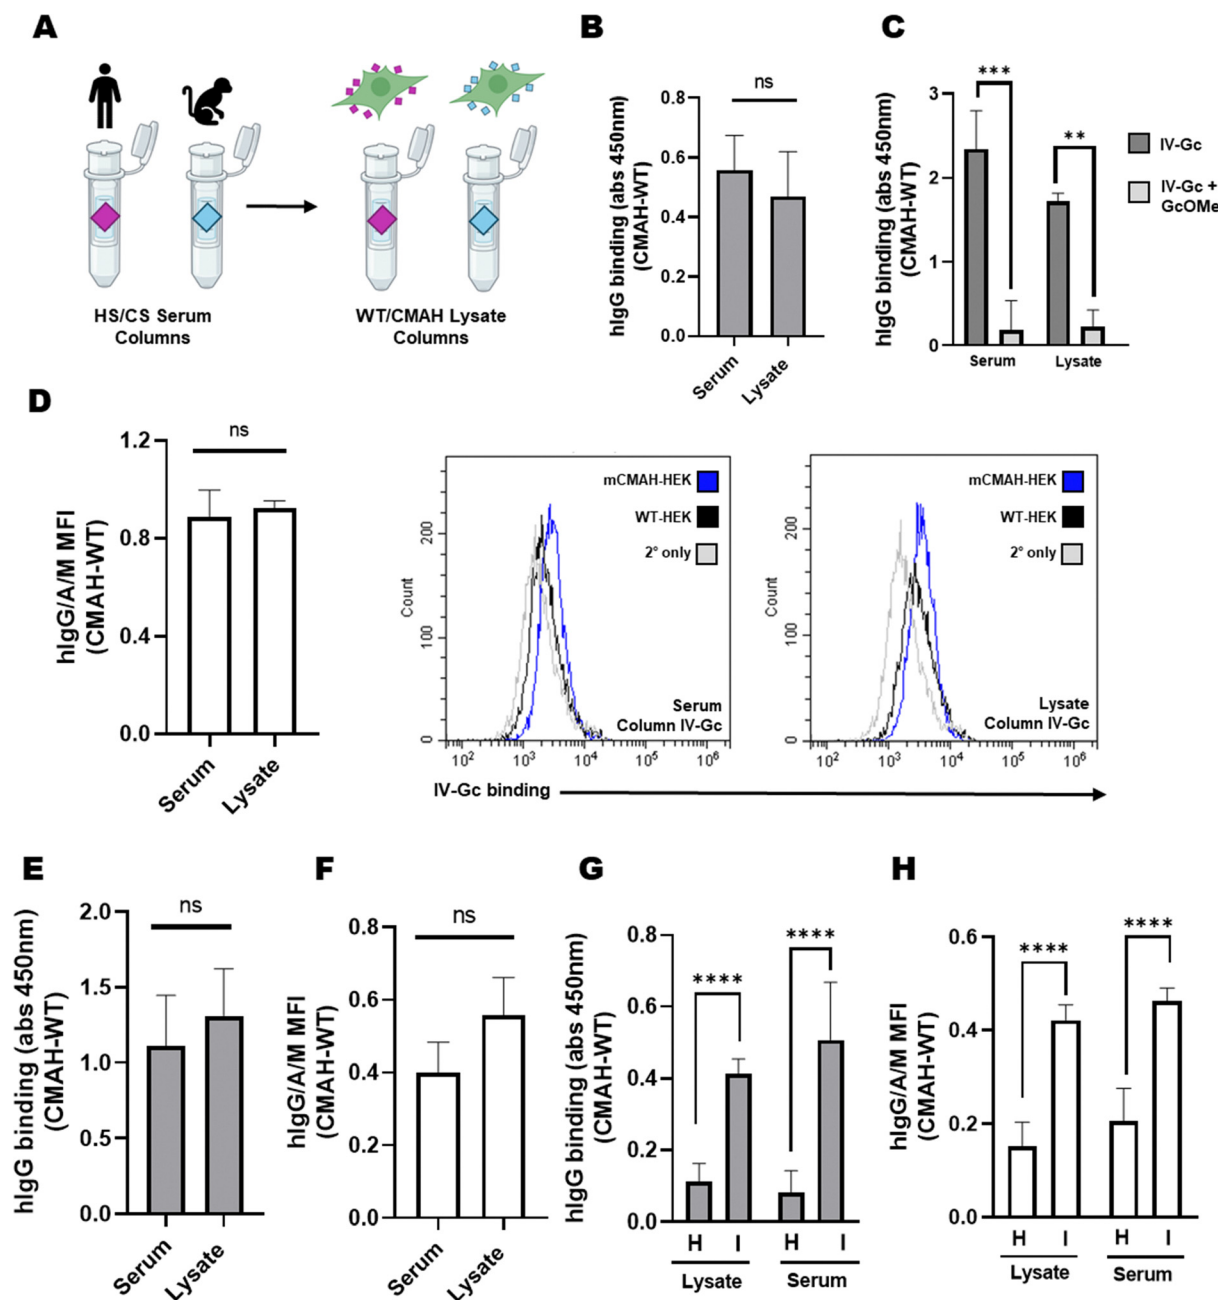 A
HS/CS Serum
Columns
WT/CMAH Lysate
Columns
B
hIgG binding (abs 450nm)
(CMAH-WT)
0.8
0.6
0.4
0.2
0.0
ns
Serum
Lysate
C
hIgG binding (abs 450nm)
(CMAH-WT)
3
2
1
0
***
**
Serum
Lysate
IV-Gc
IV-Gc +
GcOMe
D
hIgG/A/M MFI
(CMAH-WT)
1.2
0.8
0.4
0.0
ns
Serum
Lysate
Count
200
100
0
mCMAH-HEK
WT-HEK
2° only
Serum
Column IV-Gc
10² 10³ 10⁴ 10⁵ 10⁶
Count
200
100
0
mCMAH-HEK
WT-HEK
2° only
Lysate
Column IV-Gc
10² 10³ 10⁴ 10⁵ 10⁶
IV-Gc binding
E
hIgG binding (abs 450nm)
(CMAH-WT)
2.0
1.5
1.0
0.5
0.0
ns
Serum
Lysate
F
hIgG/A/M MFI
(CMAH-WT)
0.8
0.6
0.4
0.2
0.0
ns
Serum
Lysate
G
hIgG binding (abs 450nm)
(CMAH-WT)
0.8
0.6
0.4
0.2
0.0
****
****
H I H I
Lysate Serum
H
hIgG/A/M MFI
(CMAH-WT)
0.6
0.4
0.2
0.0
****
****
H I H I
Lysate Serum